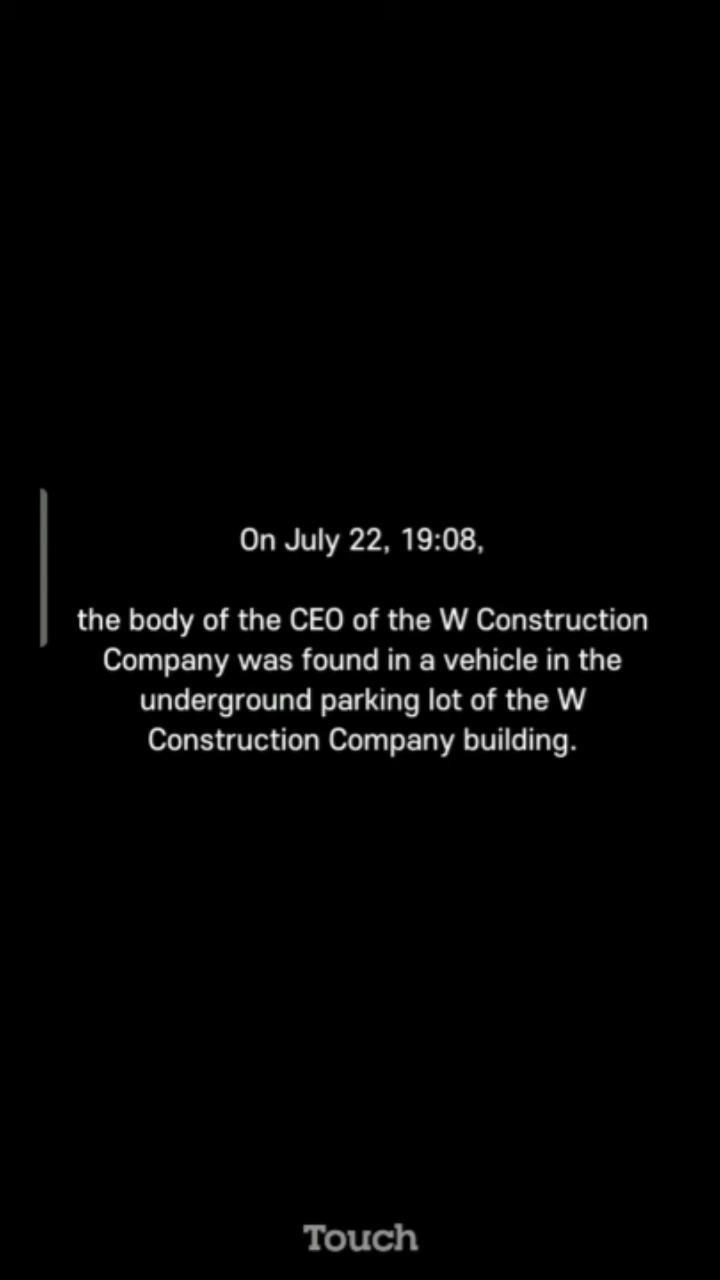 On July 22, 19:08,
the body of the CEO of the W Construction
Company was found in a vehicle in the
underground parking lot of the W
Construction Company building.
Touch